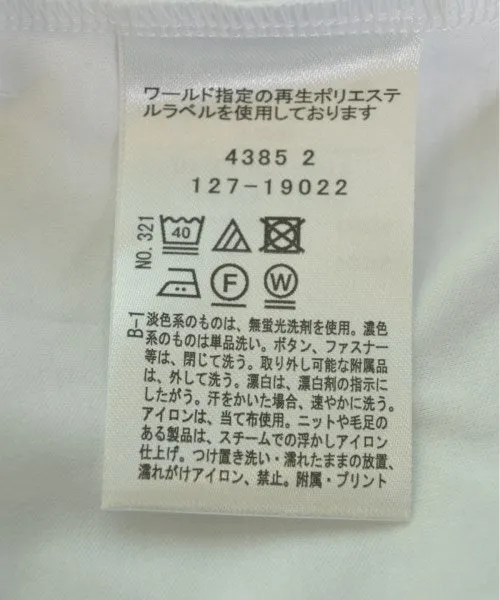 ワールド指定の再生ポリエステ
ルラベルを使用しております
4385 2
127-19022
NO. 321
40
F
W
B-1
淡色系のものは、無蛍光洗剤を使用。濃色
系のものは単品洗い。ボタン、ファスナー
等は、閉じて洗う。取り外し可能な附属品
は、外して洗う。漂白は、漂白剤の指示に
したがう。汗をかいた場合、速やかに洗う。
アイロンは、当て布使用。ニットや毛足の
ある製品は、スチームでの浮かしアイロン
仕上げ。つけ置き洗い・濡れたままの放置、
濡れがけアイロン、禁止。附属・プリント